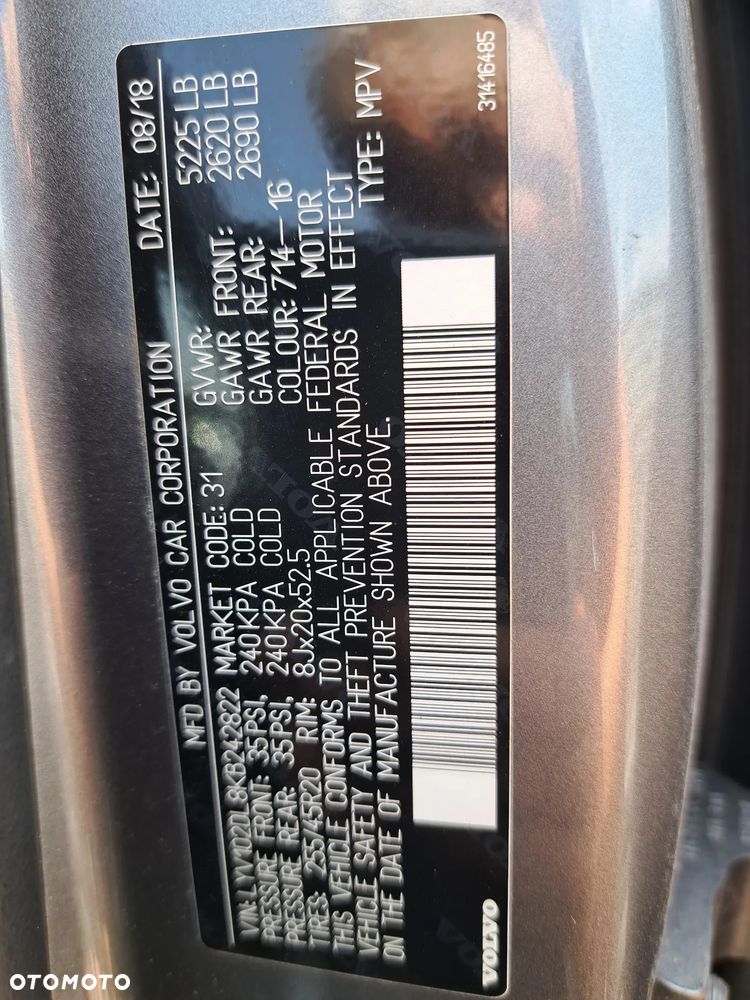 MFD BY VOLVO CAR CORPORATION DATE: 08/18
VIN: LYV102DL8KB242822 MARKET CODE: 31 GVWR: 5225 LB
PRESSURE FRONT: 35PSI, 240KPA COLD GAWR FRONT: 2620 LB
PRESSURE REAR: 35PSI, 240KPA COLD GAWR REAR: 2690 LB
TIRES: 255/45R20 RIM: 8Jx20x52.5 COLOUR: 714—16
THIS VEHICLE CONFORMS TO ALL APPLICABLE FEDERAL MOTOR
VEHICLE SAFETY AND THEFT PREVENTION STANDARDS IN EFFECT
ON THE DATE OF MANUFACTURE SHOWN ABOVE. TYPE: MPV
VOLVO 31416485
OTOMOTO